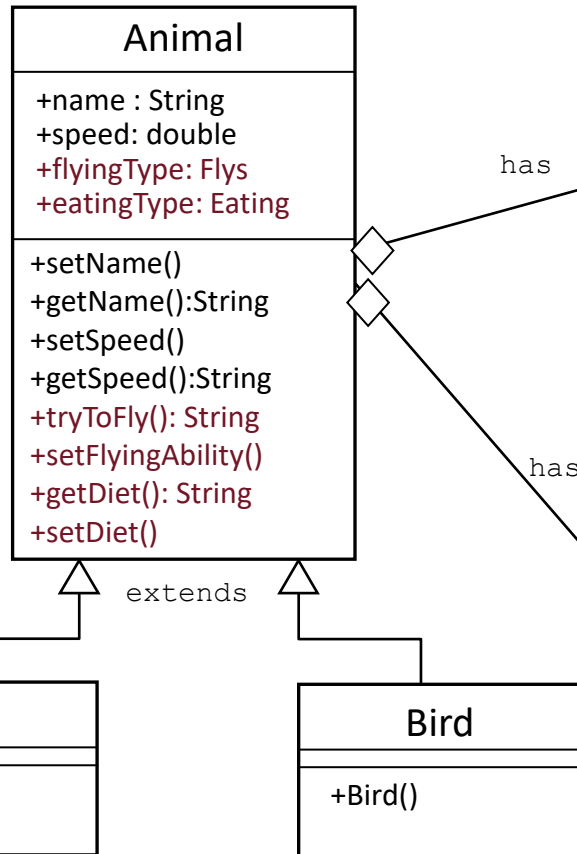 Animal
+name : String
+speed: double
+flyingType: Flys
+eatingType: Eating
has
+setName()
+getName():String
+setSpeed()
+getSpeed():String
+tryToFly(): String
+setFlyingAbility()
+getDiet(): String
+setDiet()
has
extends
Bird
+Bird()